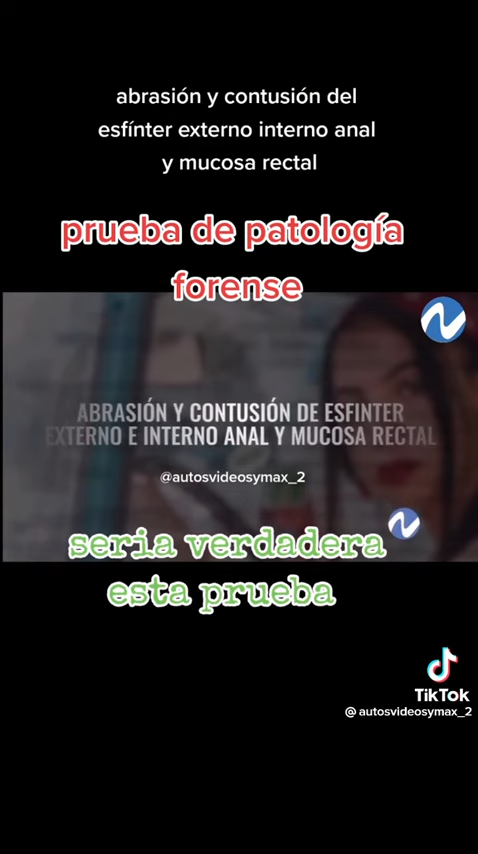 abrasión y contusión del
esfínter externo interno anal
y mucosa rectal
prueba de patología
forense
ABRASIÓN Y CONTUSIÓN DE ESFINTER
EXTERNO E INTERNO ANAL Y MUCOSA RECTAL
@autosvideosymax_2
seria verdadera
esta prueba
TikTok
@ autosvideosymax_2